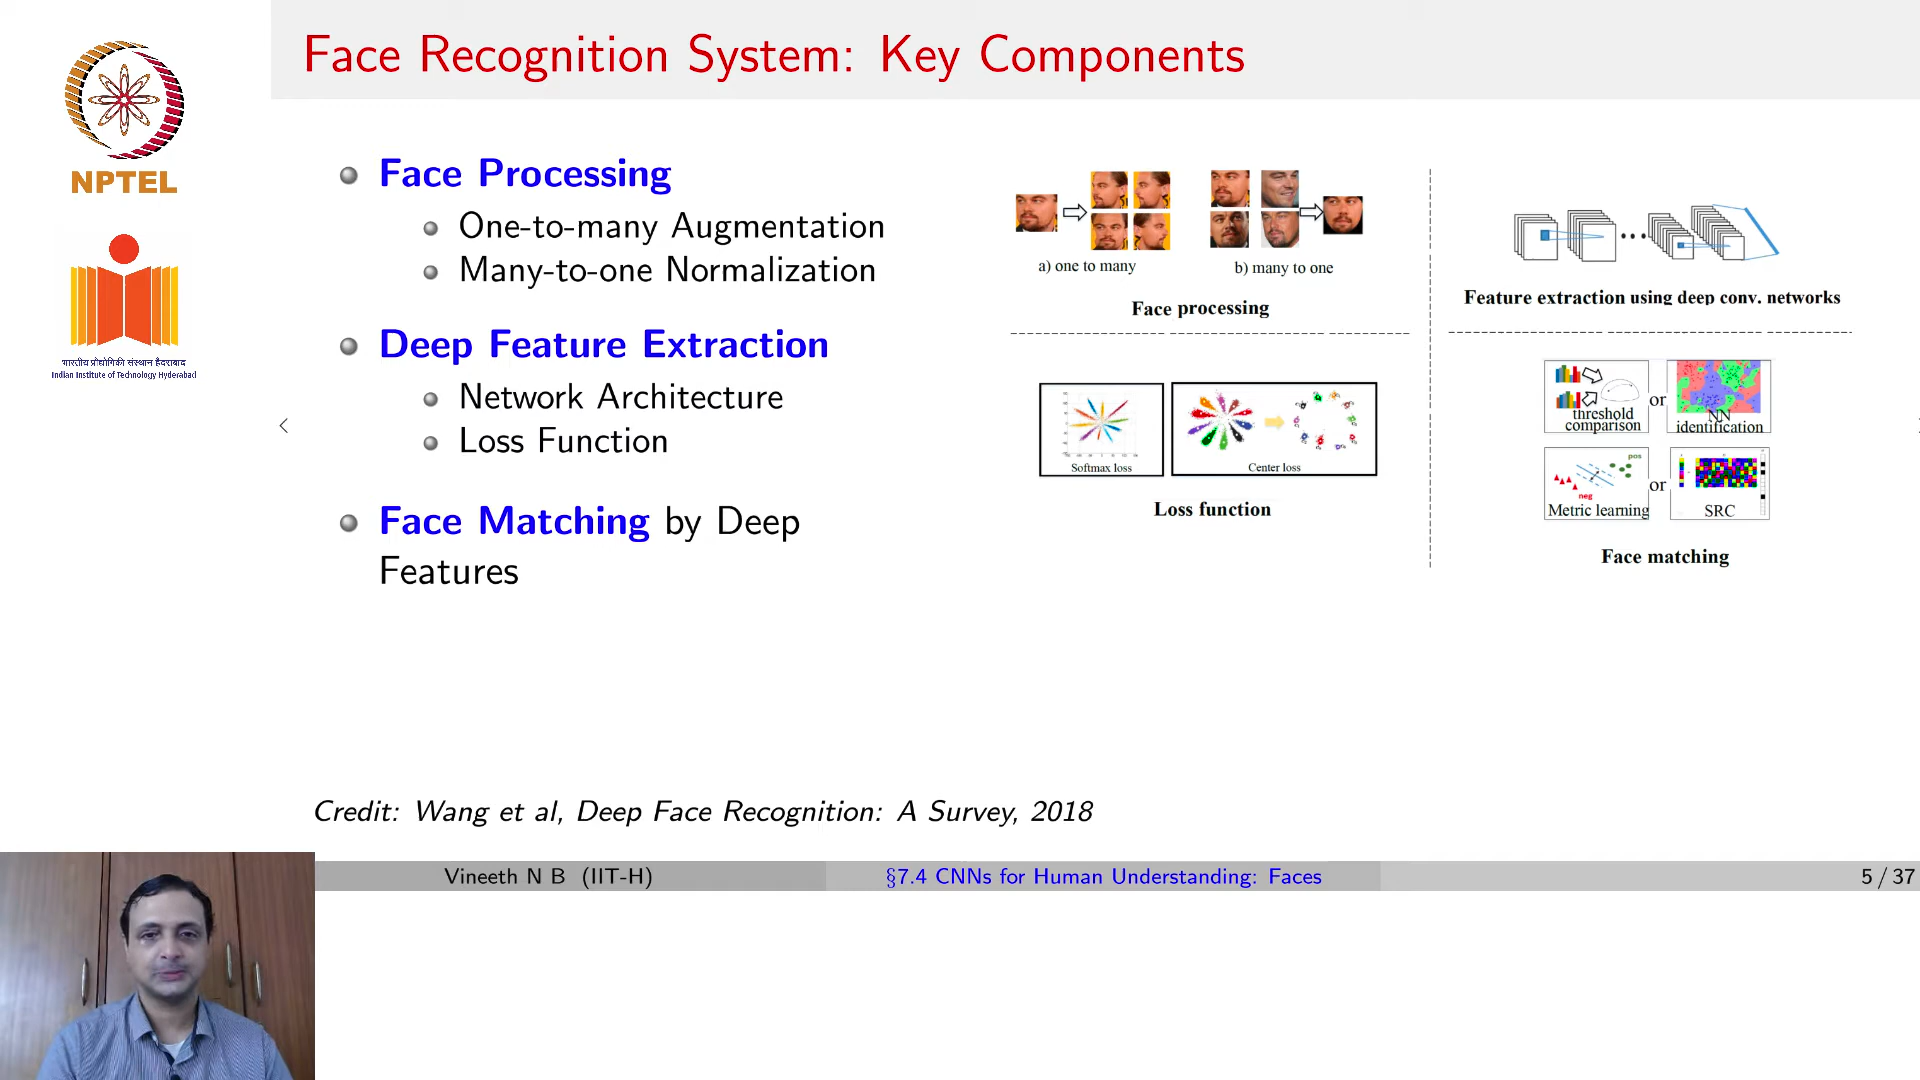 Face Recognition System: Key Components
NPTEL
भारतीय प्रौद्योगिकी संस्थान हैदराबाद
Indian Institute of Technology Hyderabad
Face Processing
One-to-many Augmentation
Many-to-one Normalization
Deep Feature Extraction
Network Architecture
Loss Function
Face Matching by Deep
Features
a) one to many
b) many to one
Face processing
Feature extraction using deep conv. networks
Softmax loss
Center loss
Loss function
threshold
comparison
or
NN
identification
pos
neg
Metric learning
or
SRC
Face matching
Credit: Wang et al, Deep Face Recognition: A Survey, 2018
Vineeth N B (IIT-H)
§7.4 CNNs for Human Understanding: Faces
5 / 37